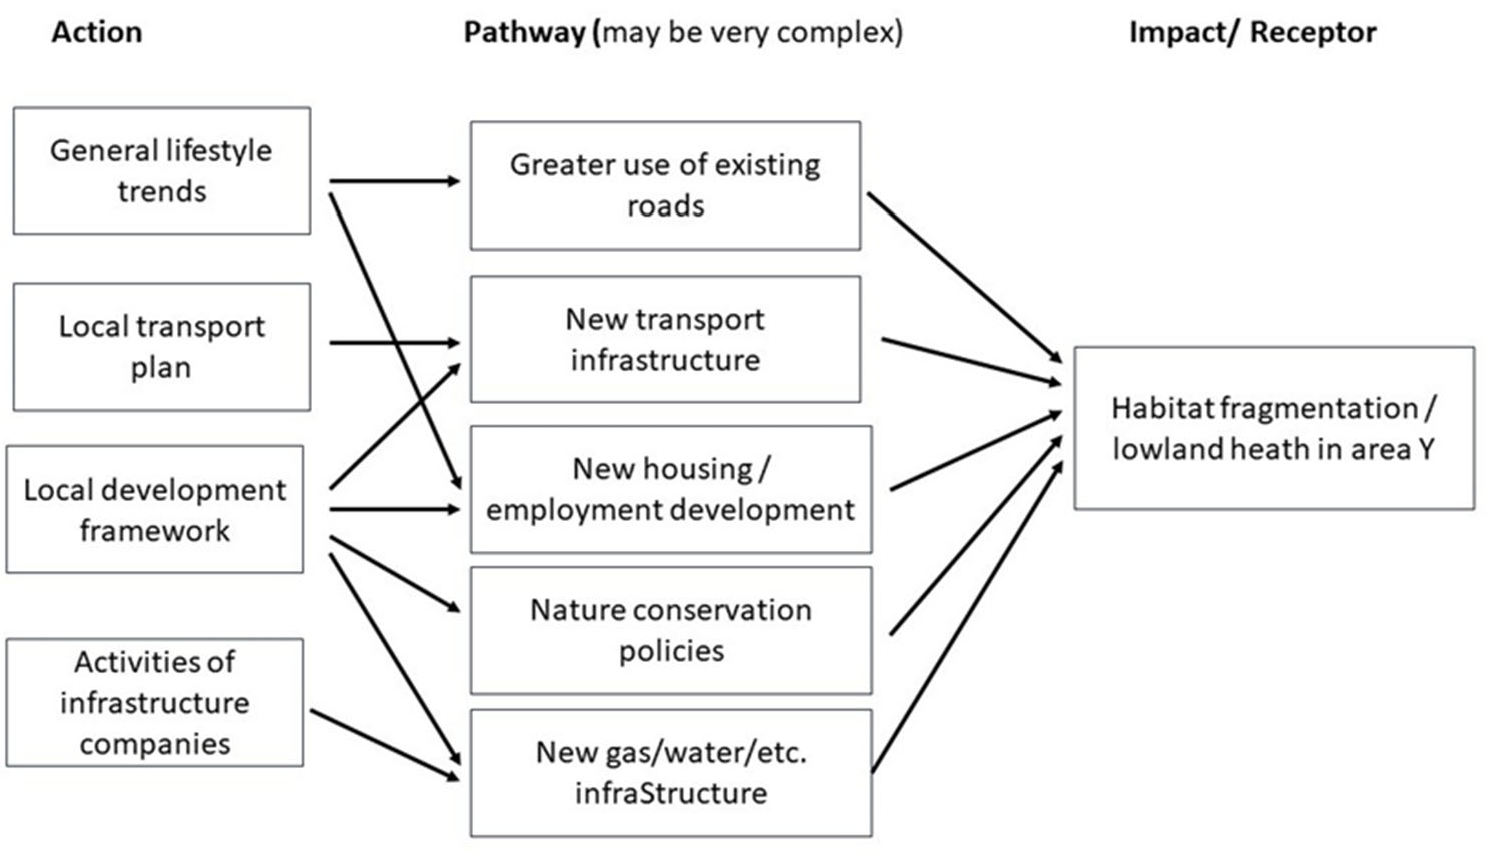 Action
Pathway (may be very complex)
Impact/ Receptor
General lifestyle
trends
Local transport
plan
Local development
framework
Activities of
infrastructure
companies
Greater use of existing
roads
New transport
infrastructure
New housing /
employment development
Nature conservation
policies
New gas/water/etc.
infraStructure
Habitat fragmentation /
lowland heath in area Y